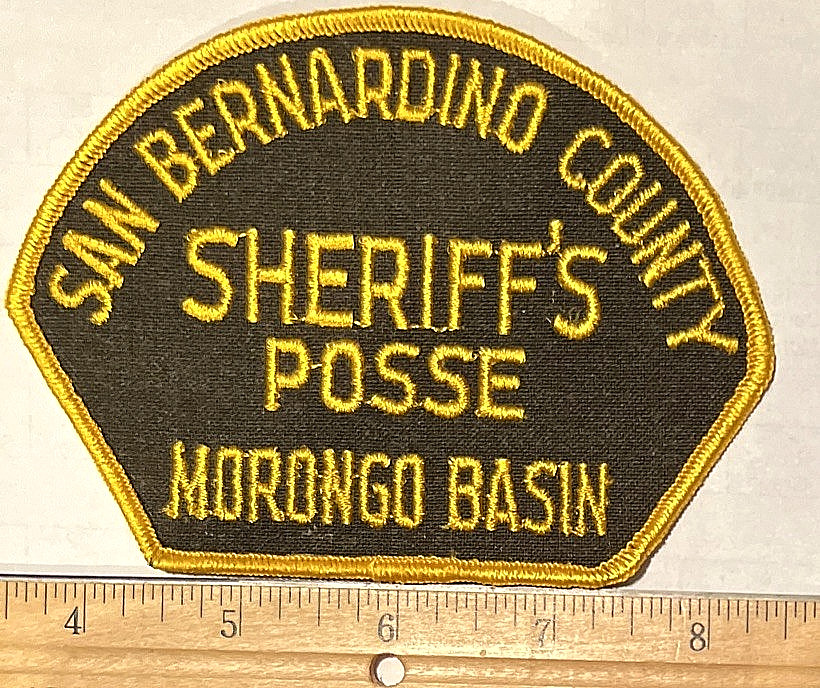 SAN BERNARDINO COUNTY
SHERIFF'S
POSSE
MORONGO BASIN
4 5 6 7 8